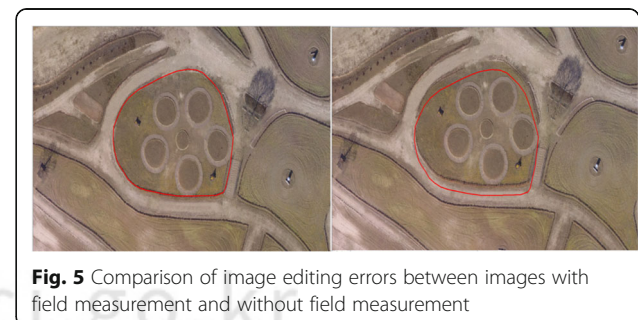 Fig. 5 Comparison of image editing errors between images with
field measurement and without field measurement